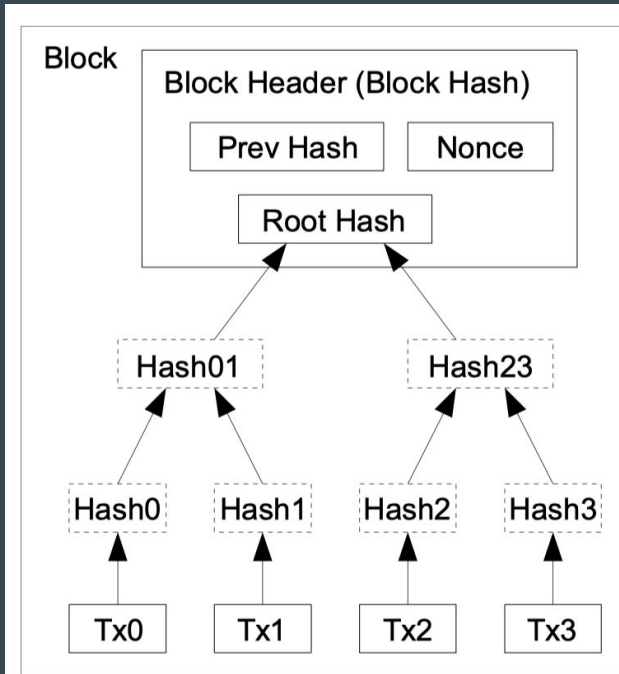 Block
Block Header (Block Hash)
Prev Hash Nonce
Root Hash
Hash01 Hash23
Hash0 Hash1 Hash2 Hash3
Tx0 Tx1 Tx2 Tx3